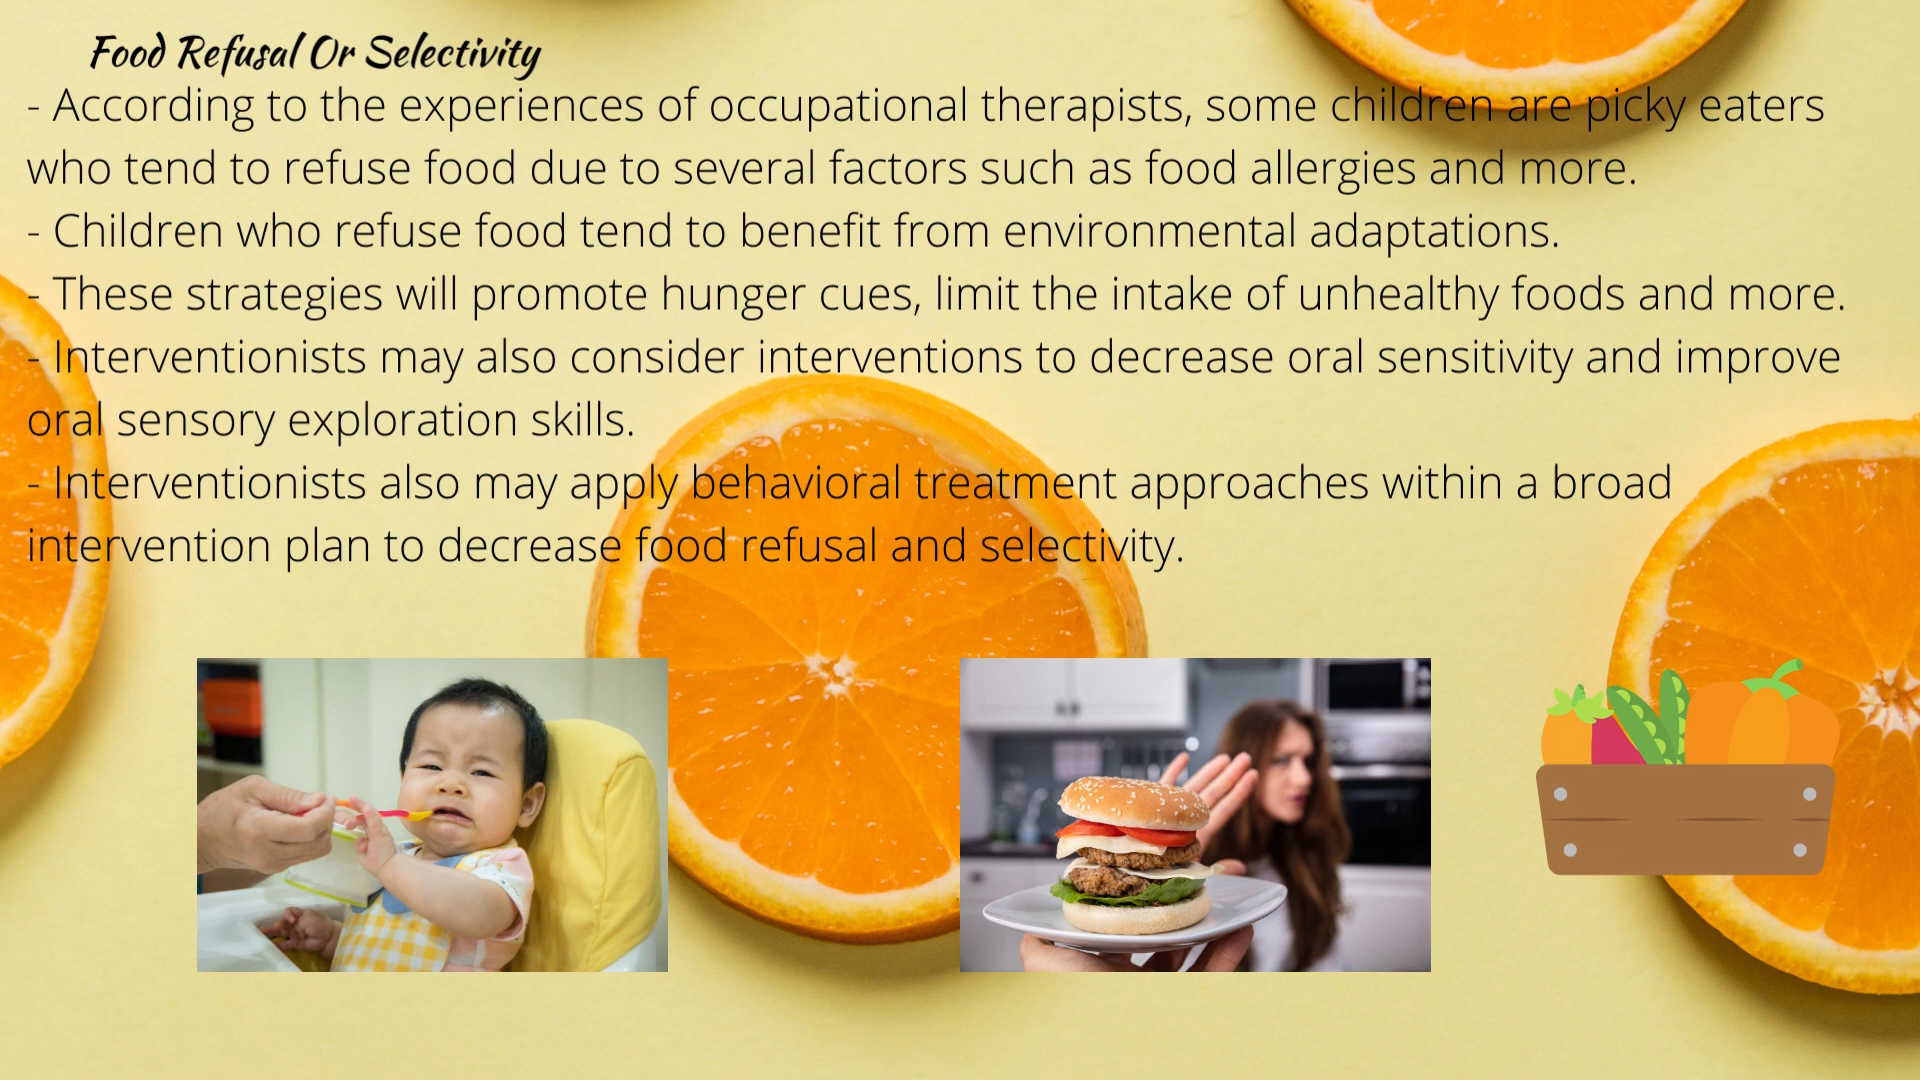 Food Refusal Or Selectivity
- According to the experiences of occupational therapists, some children are picky eaters
who tend to refuse food due to several factors such as food allergies and more.
- Children who refuse food tend to benefit from environmental adaptations.
- These strategies will promote hunger cues, limit the intake of unhealthy foods and more.
- Interventionists may also consider interventions to decrease oral sensitivity and improve
oral sensory exploration skills.
- Interventionists also may apply behavioral treatment approaches within a broad
intervention plan to decrease food refusal and selectivity.